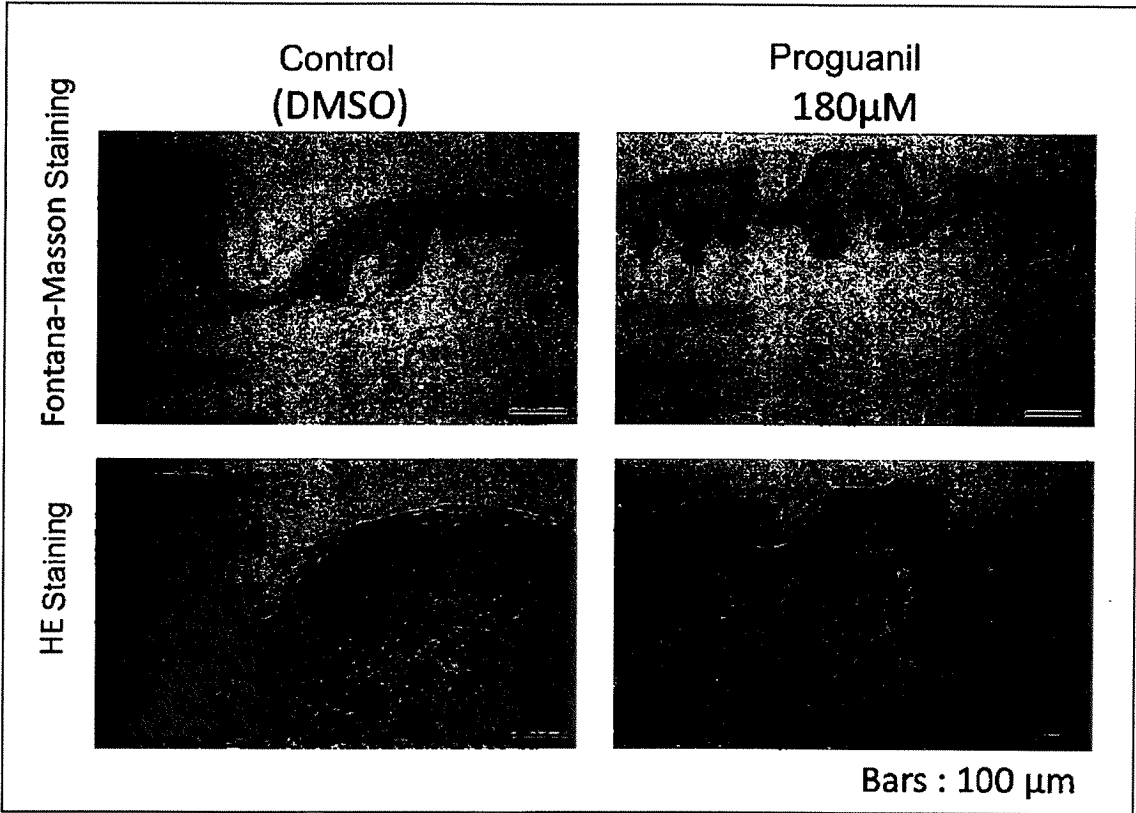 Control
(DMSO)
Proguanil
180μM
Fontana-Masson Staining
HE Staining
Bars : 100 μm